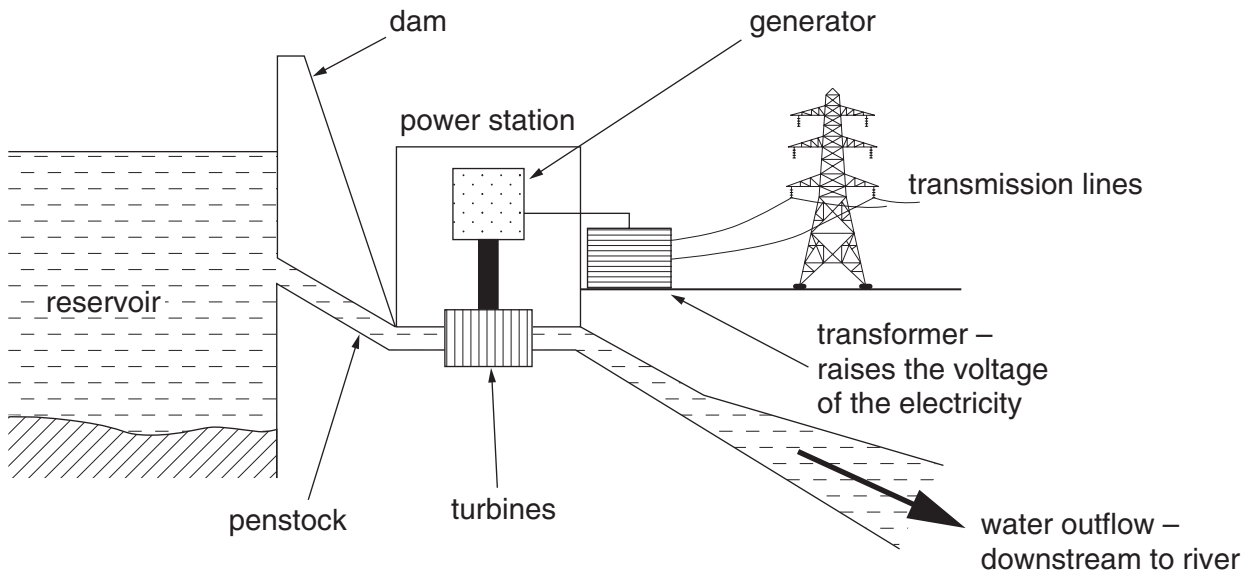 dam
generator
power station
transmission lines
reservoir
transformer –
raises the voltage
of the electricity
penstock
turbines
water outflow –
downstream to river